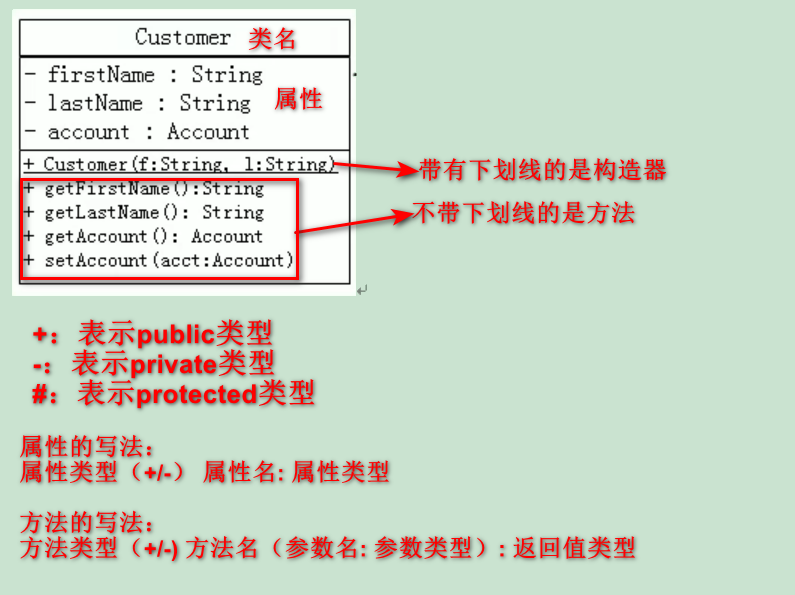 Customer 类名
- firstName : String
- lastName : String 属性
- account : Account
+ Customer(f:String, l:String) 带有下划线的是构造器
+ getFirstName():String
+ getLastName(): String 不带下划线的是方法
+ getAccount(): Account
+ setAccount(acct:Account)
+: 表示public类型
-: 表示private类型
#: 表示protected类型
属性的写法:
属性类型（+/-） 属性名: 属性类型
方法的写法:
方法类型（+/-) 方法名（参数名: 参数类型）: 返回值类型